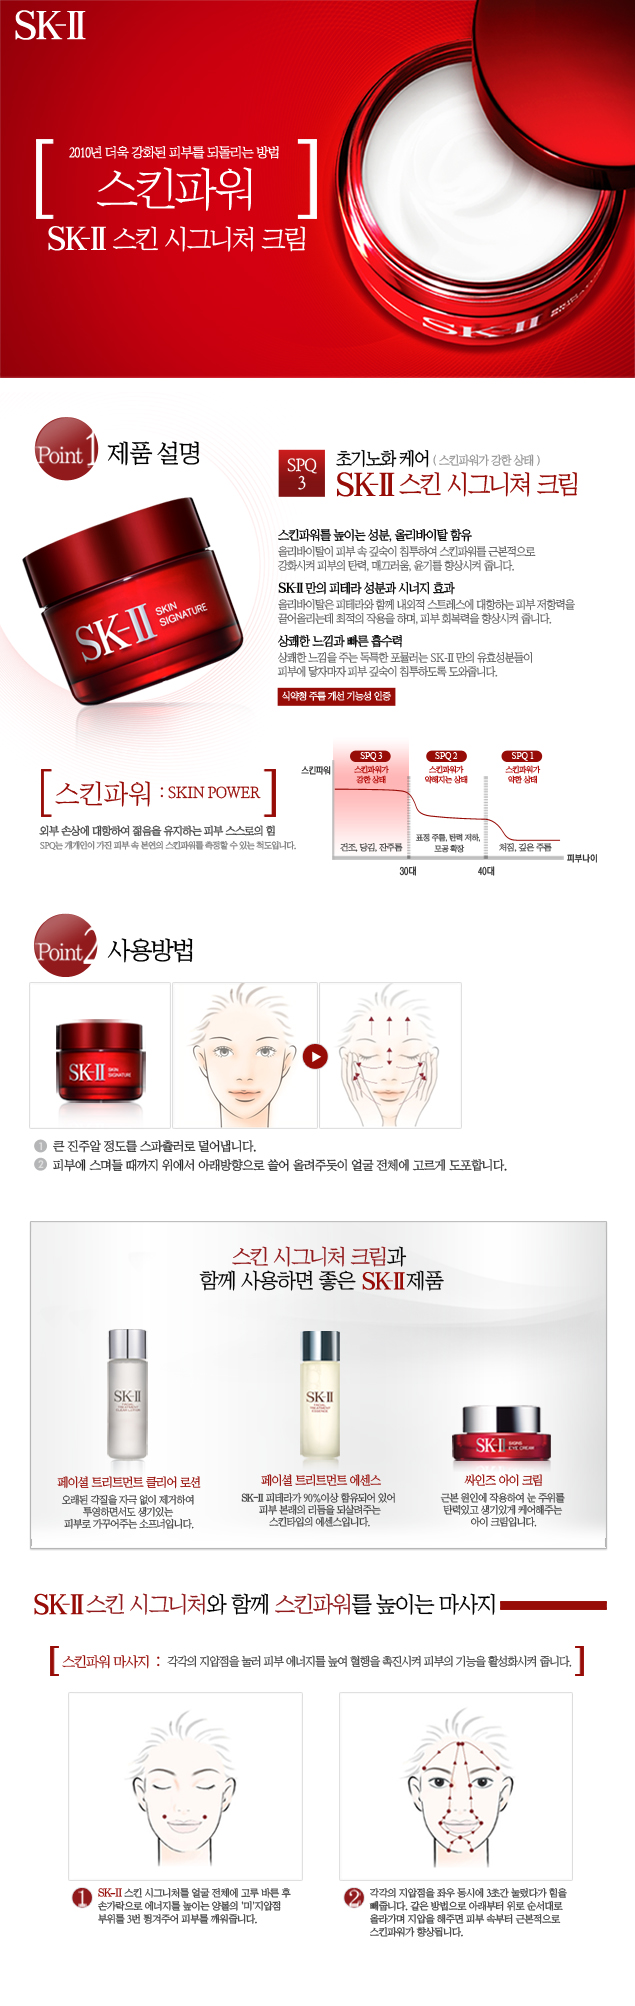 SK-II
2010년 더욱 강화된 피부를 되돌리는 방법
스킨파워
SK-II 스킨 시그니처 크림
SK-II
Point 1 제품 설명
SPQ
3
초기노화 케어 ( 스킨파워가 강한 상태 )
SK-II 스킨 시그니쳐 크림
SK-II
SKIN
SIGNATURE
스킨파워를 높이는 성분, 올리바이탈 함유
올리바이탈이 피부 속 깊숙이 침투하여 스킨파워를 근본적으로
강화시켜 피부의 탄력, 매끄러움, 윤기를 향상시켜 줍니다.
SK-II 만의 피테라 성분과 시너지 효과
올리바이탈은 피테라와 함께 내외적 스트레스에 대항하는 피부 저항력을
끌어올리는데 최적의 작용을 하며, 피부 회복력을 향상시켜 줍니다.
상쾌한 느낌과 빠른 흡수력
상쾌한 느낌을 주는 독특한 포뮬러는 SK-II 만의 유효성분들이
피부에 닿자마자 피부 깊숙이 침투하도록 도와줍니다.
식약청 주름 개선 기능성 인증
스킨파워 : SKIN POWER
외부 손상에 대항하여 젊음을 유지하는 피부 스스로의 힘
SPQ는 개개인이 가진 피부 속 본연의 스킨파워를 측정할 수 있는 척도입니다.
스킨파워
SPQ 3
스킨파워가
강한 상태
SPQ 2
스킨파워가
약해지는 상태
SPQ 1
스킨파워가
약한 상태
건조, 당김, 잔주름
표정 주름, 탄력 저하,
모공 확장
처짐, 깊은 주름
피부나이
30대
40대
Point 2 사용방법
SK-II
SKIN
SIGNATURE
1 큰 진주알 정도를 스파츌러로 덜어냅니다.
2 피부에 스며들 때까지 위에서 아래방향으로 쓸어 올려주듯이 얼굴 전체에 고르게 도포합니다.
스킨 시그니쳐 크림과
함께 사용하면 좋은 SK-II제품
SK-II
FACIAL
TREATMENT
CLEAR LOTION
SK-II
FACIAL
TREATMENT
ESSENCE
SK-II
SIGNS
EYE CREAM
페이셜 트리트먼트 클리어 로션
오래된 각질을 자극 없이 제거하여
투영하면서도 생기있는
피부로 가꾸어주는 소프너입니다.
페이셜 트리트먼트 에센스
SK-II 피테라가 90%이상 함유되어 있어
피부 본래의 리듬을 되살려주는
스킨타입의 에센스입니다.
싸인즈 아이 크림
근본 원인에 작용하여 눈 주위를
탄력있고 생기있게 케어해주는
아이 크림입니다.
SK-II 스킨 시그니처와 함께 스킨파워를 높이는 마사지
스킨파워 마사지 : 각각의 지압점을 눌러 피부 에너지를 높여 혈행을 촉진시켜 피부의 기능을 활성화시켜 줍니다.
1 SK-II 스킨 시그니처를 얼굴 전체에 고루 바른 후
손가락으로 에너지를 높이는 양볼의 '미'지압점
부위를 3번 튕겨주어 피부를 깨워줍니다.
2 각각의 지압점을 좌우 동시에 3초간 눌렀다가 힘을
빼줍니다. 같은 방법으로 아래부터 위로 순서대로
올라가며 지압을 해주면 피부 속부터 근본적으로
스킨파워가 향상됩니다.